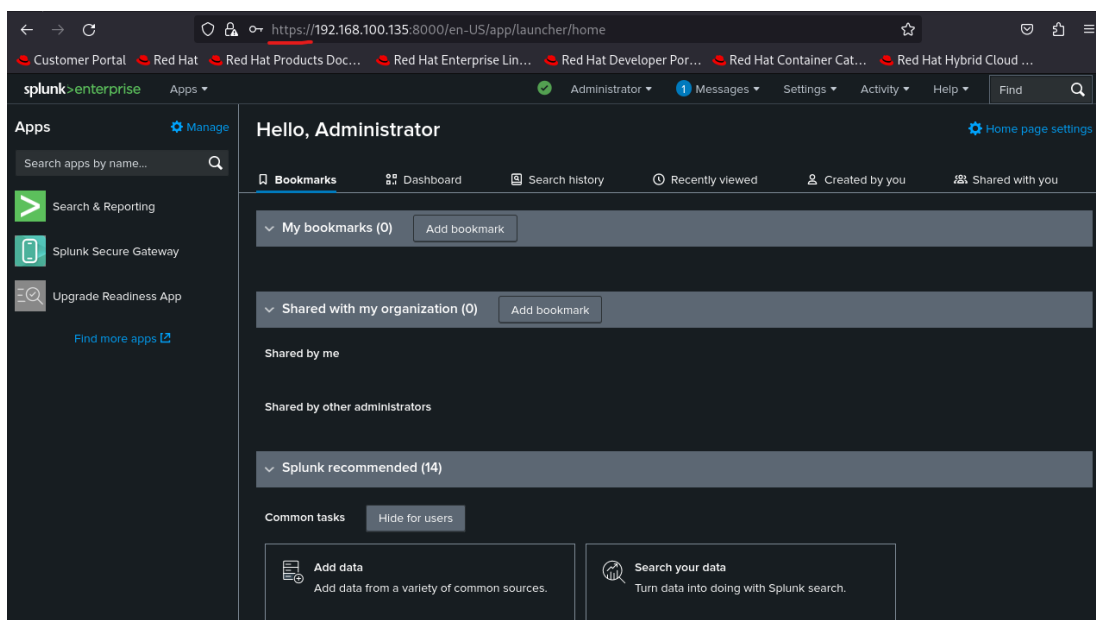 https://192.168.100.135:8000/en-US/app/launcher/home
Customer Portal Red Hat Red Hat Products Doc... Red Hat Enterprise Lin... Red Hat Developer Por... Red Hat Container Cat... Red Hat Hybrid Cloud ...
splunk>enterprise Apps Administrator 1 Messages Settings Activity Help Find
Apps Manage
Search apps by name...
Search & Reporting
Splunk Secure Gateway
Upgrade Readiness App
Find more apps
Hello, Administrator
Home page settings
Bookmarks Dashboard Search history Recently viewed Created by you Shared with you
My bookmarks (0) Add bookmark
Shared with my organization (0) Add bookmark
Shared by me
Shared by other administrators
Splunk recommended (14)
Common tasks Hide for users
Add data
Add data from a variety of common sources.
Search your data
Turn data into doing with Splunk search.